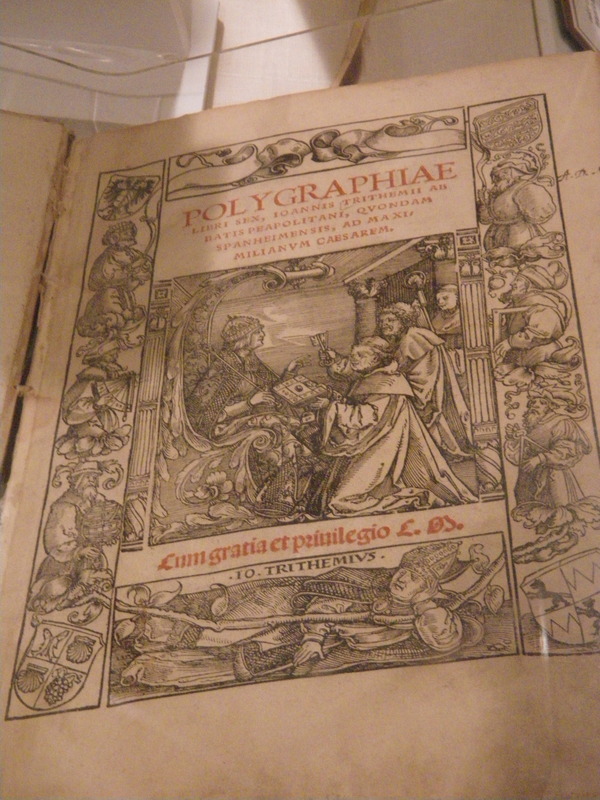 POLYGRAPHIAE
LIBRI SEX, IOANNIS TRITHEMII AB
BATIS PEAPOLITANI, QVONDAM
SPANHEIMENSIS, AD MAXI,
MILIANVM CAESAREM.
Cum gratia et priuilegio C. M.
·IO·TRITHEMIVS·